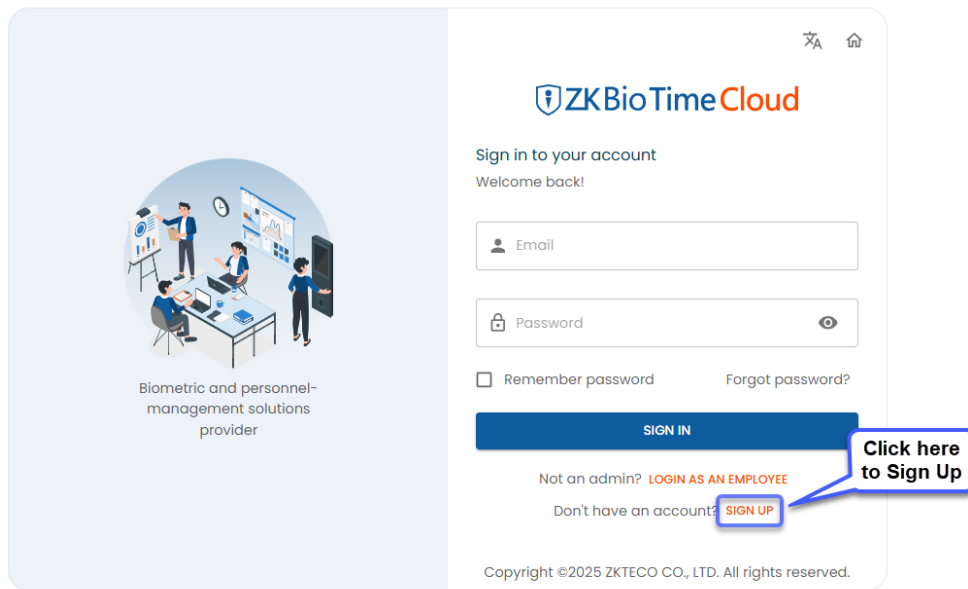 ZKBioTime Cloud
Sign in to your account
Welcome back!
Email
Password
Remember password
Forgot password?
SIGN IN
Not an admin? LOGIN AS AN EMPLOYEE
Don't have an account? SIGN UP
Click here
to Sign Up
Copyright ©2025 ZKTECO CO., LTD. All rights reserved.
Biometric and personnel-
management solutions
provider